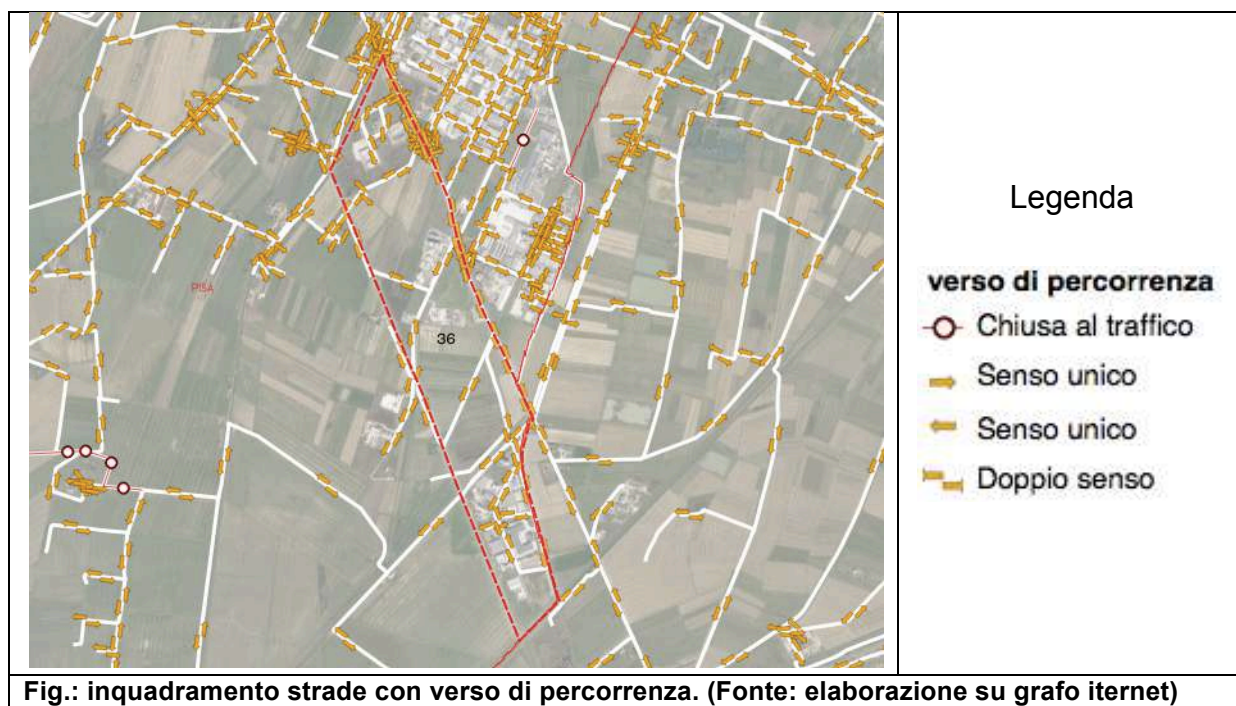 PISA
36
Legenda
verso di percorrenza
Chiusa al traffico
Senso unico
Senso unico
Doppio senso
Fig.: inquadramento strade con verso di percorrenza. (Fonte: elaborazione su grafo iternet)